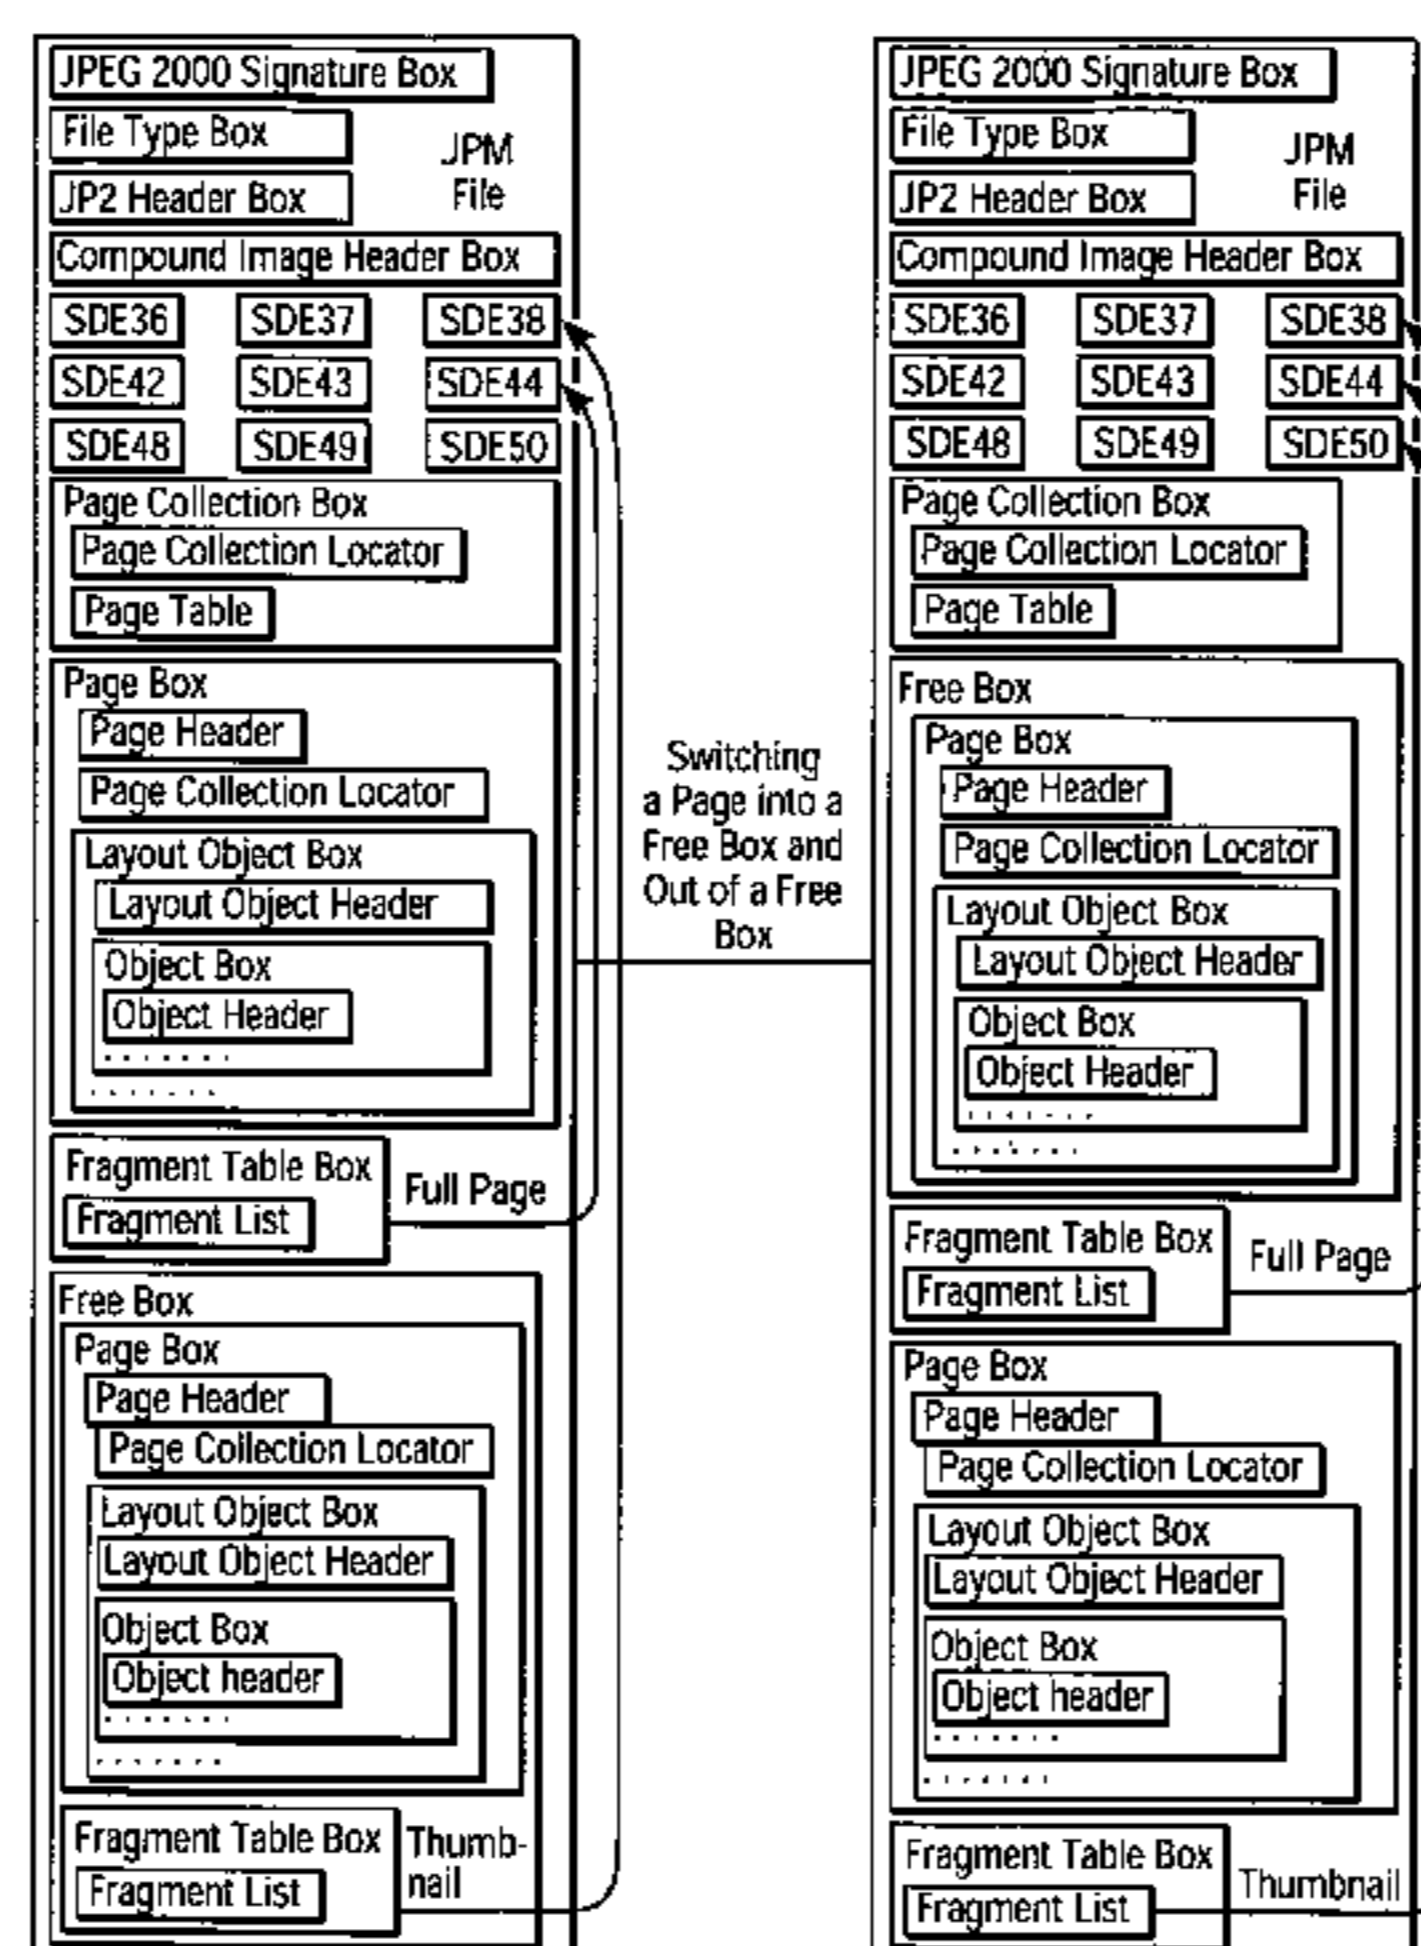 JPEG 2000 Signature Box
File Type Box
JPM
File
JP2 Header Box
Compound Image Header Box
SDE36
SDE37
SDE38
SDE42
SDE43
SDE44
SDE48
SDE49
SDE50
Page Collection Box
Page Collection Locator
Page Table
Page Box
Page Header
Page Collection Locator
Layout Object Box
Layout Object Header
Object Box
Object Header
. . . . . . .
. . . . . . .
Fragment Table Box
Fragment List
Full Page
Free Box
Page Box
Page Header
Page Collection Locator
Layout Object Box
Layout Object Header
Object Box
Object header
. . . . . . .
. . . . . . .
Fragment Table Box
Fragment List
Thumb-
nail
Switching
a Page into a
Free Box and
Out of a Free
Box
JPEG 2000 Signature Box
File Type Box
JPM
File
JP2 Header Box
Compound Image Header Box
SDE36
SDE37
SDE38
SDE42
SDE43
SDE44
SDE48
SDE49
SDE50
Page Collection Box
Page Collection Locator
Page Table
Free Box
Page Box
Page Header
Page Collection Locator
Layout Object Box
Layout Object Header
Object Box
Object Header
. . . . . . .
. . . . . . .
Fragment Table Box
Fragment List
Full Page
Page Box
Page Header
Page Collection Locator
Layout Object Box
Layout Object Header
Object Box
Object header
. . . . . . .
. . . . . . .
Fragment Table Box
Fragment List
Thumbnail